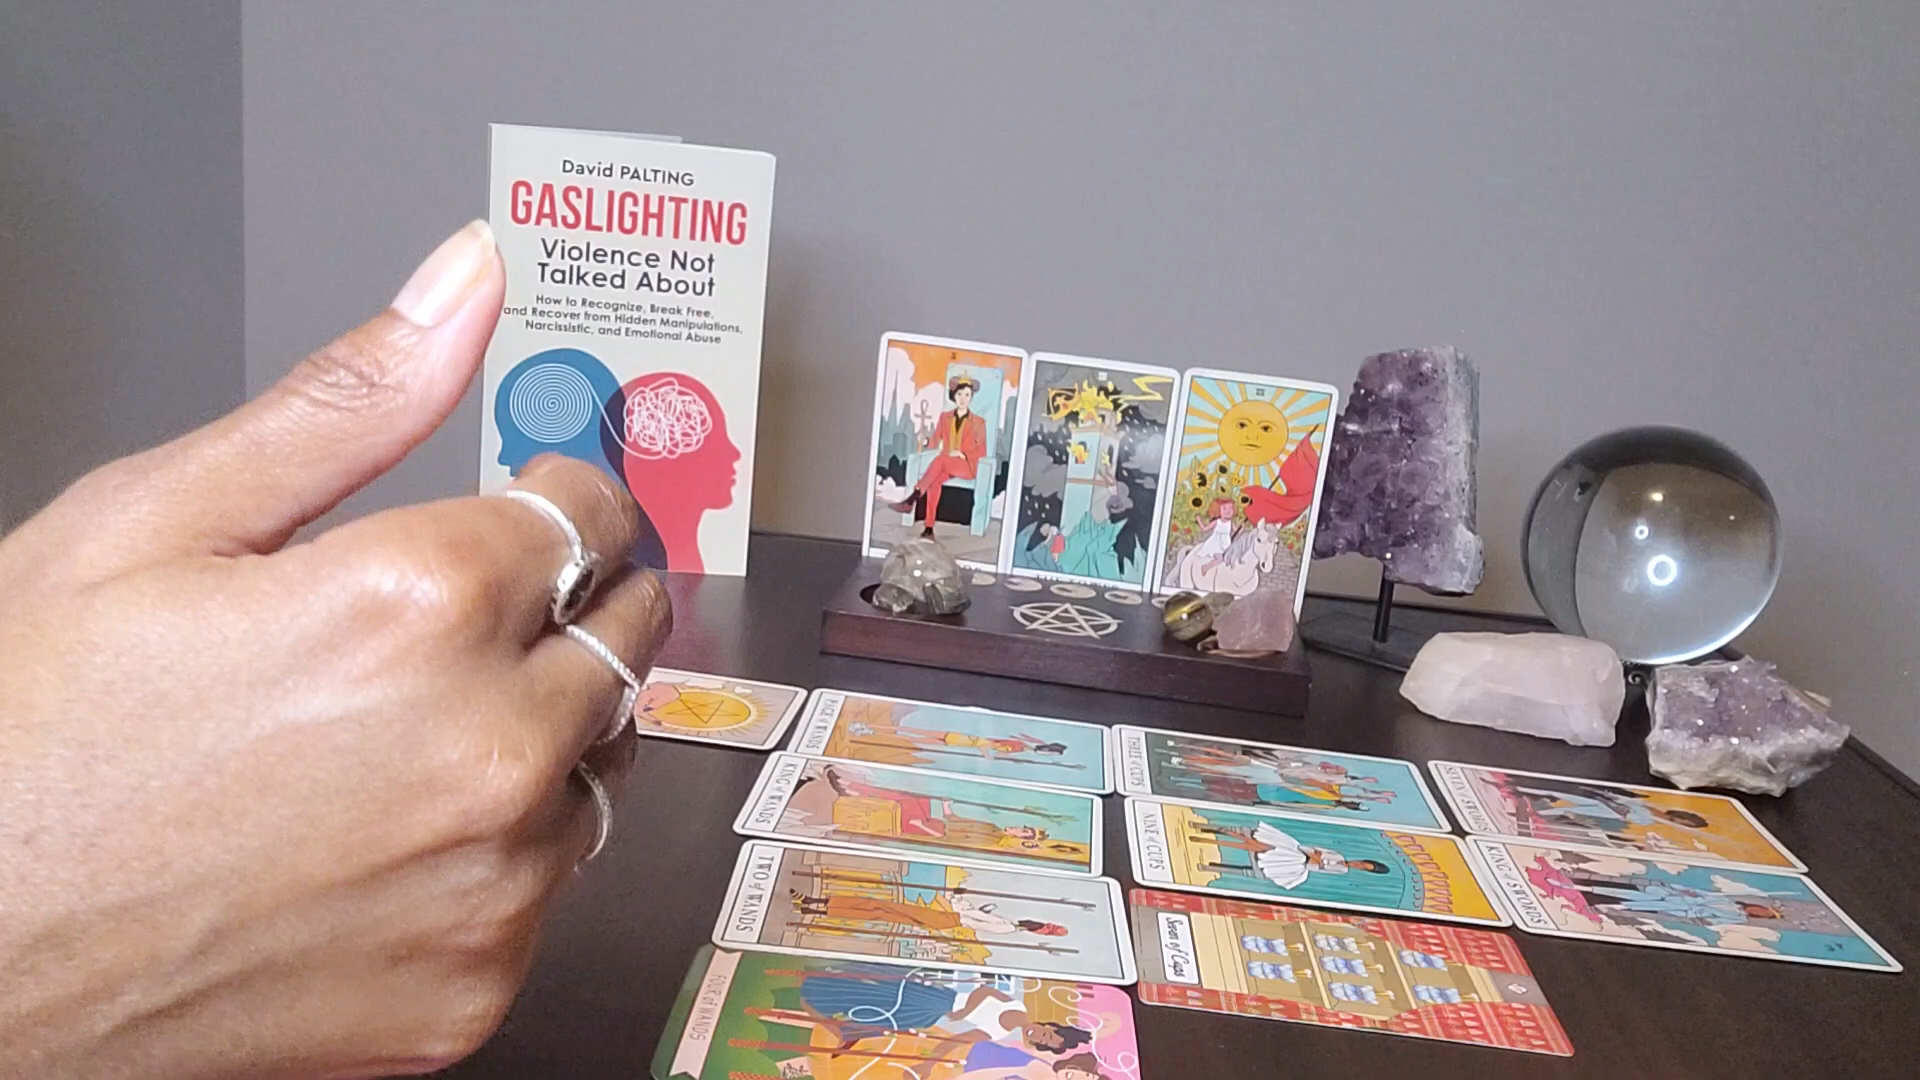 David PALTING
GASLIGHTING
Violence Not
Talked About
How to Recognize, Break Free,
and Recover from Hidden Manipulations,
Narcissistic, and Emotional Abuse
PAGE of WANDS
THREE of CUPS
SEVEN of SWORDS
KING of WANDS
NINE of CUPS
KING of SWORDS
TWO of WANDS
Seven of Cups
FOUR of WANDS